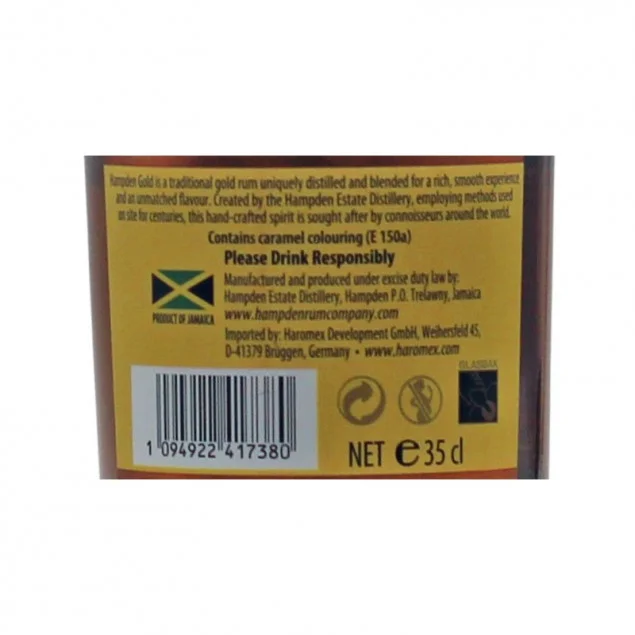 Hampden Gold is a traditional gold rum uniquely distilled and blended for a rich, smooth experience
and an unmatched flavour. Created by the Hampden Estate Distillery, employing methods used
on site for centuries, this hand-crafted spirit is sought after by connoisseurs around the world.
Contains caramel colouring (E 150a)
Please Drink Responsibly
Manufactured and produced under excise duty law by:
Hampden Estate Distillery, Hampden P.O. Trelawny, Jamaica
www.hampdenrumcompany.com
PRODUCT OF JAMAICA
Imported by: Haromex Development GmbH, Weihersfeld 45,
D-41379 Brüggen, Germany • www.haromex.com
GLASBAK
1 094922 417380
NET e 35 cl